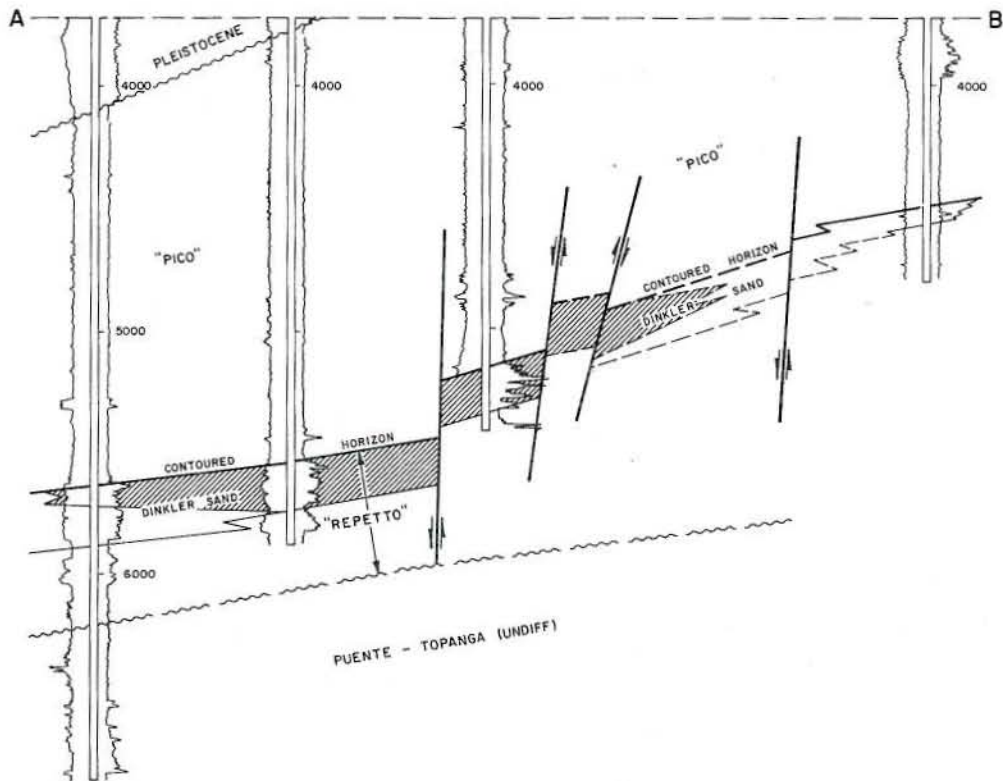 A
B
PLEISTOCENE
4000
4000
4000
4000
"PICO"
"PICO"
CONTOURED HORIZON
DINKLER SAND
5000
CONTOURED HORIZON
DINKLER SAND
"REPETTO"
6000
PUENTE - TOPANGA (UNDIFF)